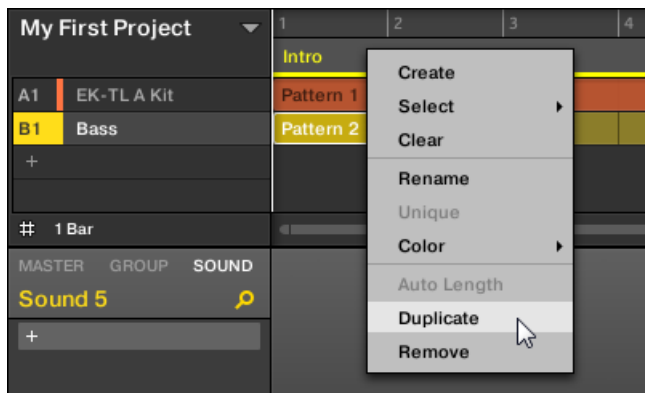 My First Project
1 2 3 4
Intro
A1 EK-TL A Kit
Pattern 1
B1 Bass
Pattern 2
+
1 Bar
MASTER GROUP SOUND
Sound 5
+
Create
Select
Clear
Rename
Unique
Color
Auto Length
Duplicate
Remove